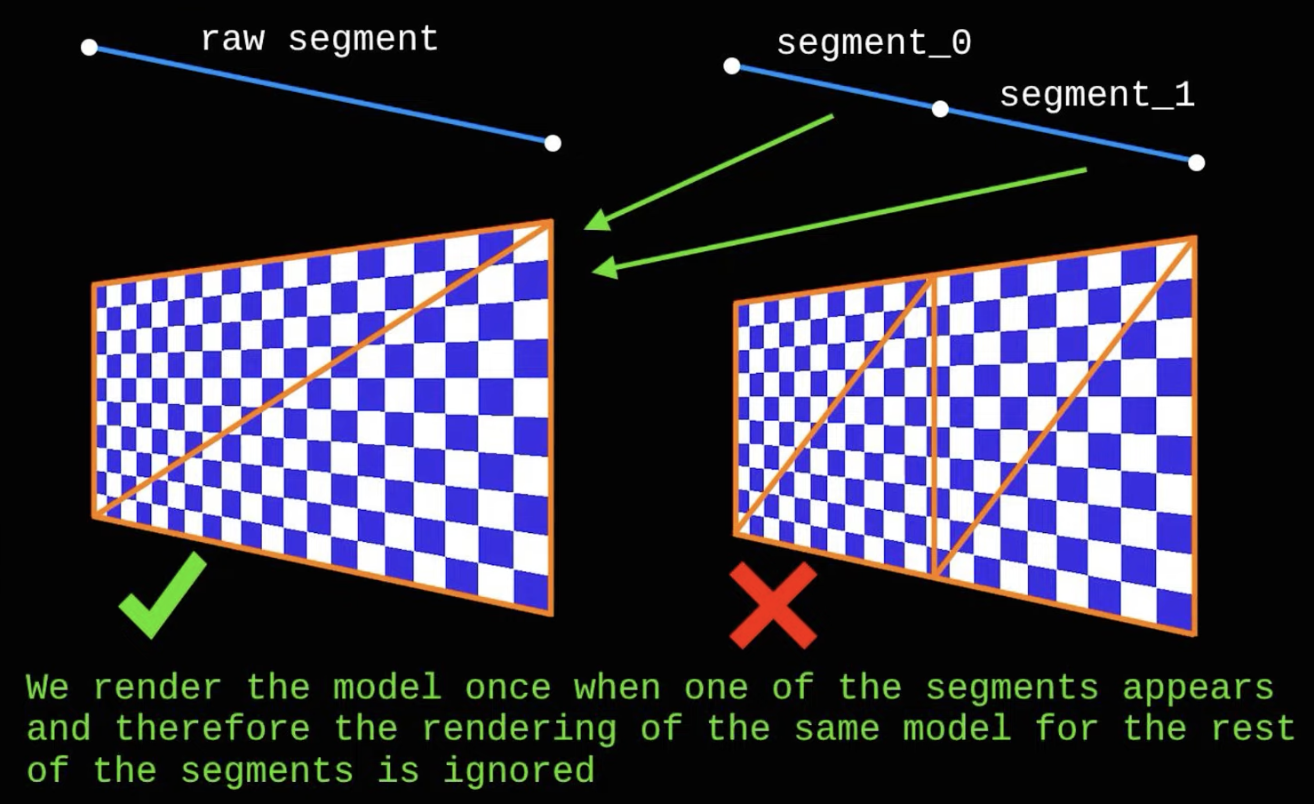 raw segment
segment_0
segment_1
We render the model once when one of the segments appears
and therefore the rendering of the same model for the rest
of the segments is ignored